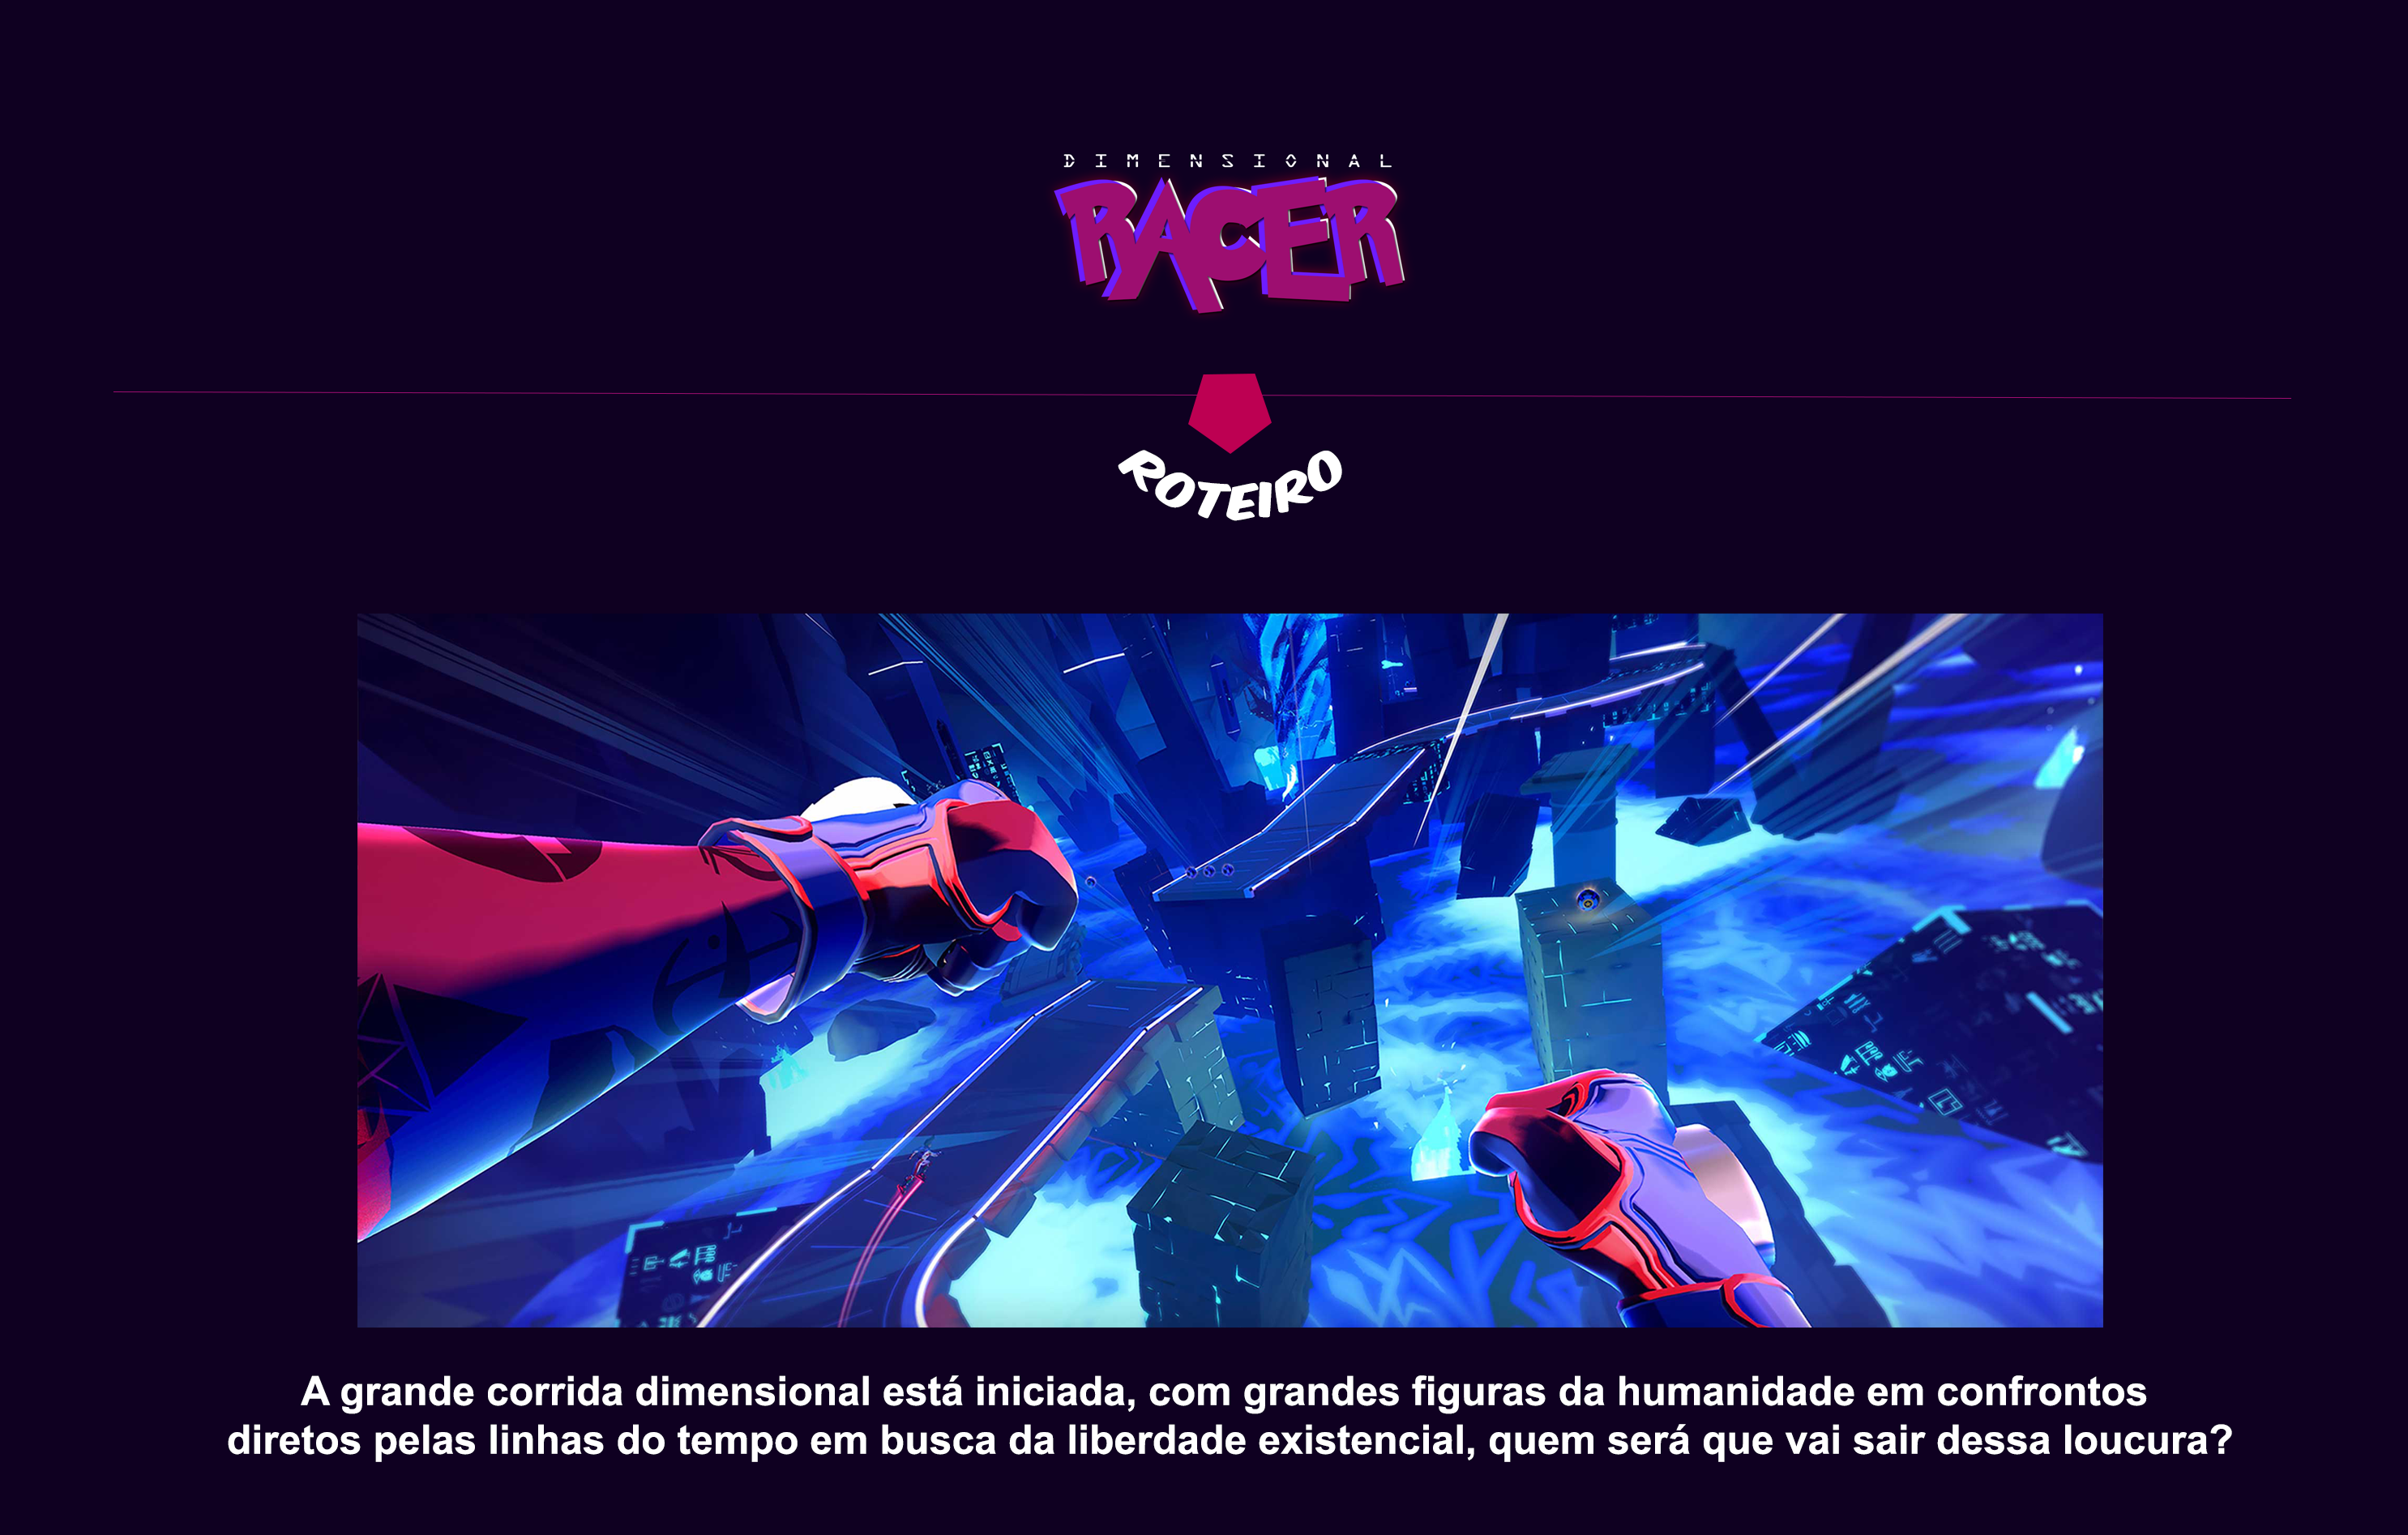 DIMENSIONAL
RACER
ROTEIRO
A grande corrida dimensional está iniciada, com grandes figuras da humanidade em confrontos
diretos pelas linhas do tempo em busca da liberdade existencial, quem será que vai sair dessa loucura?